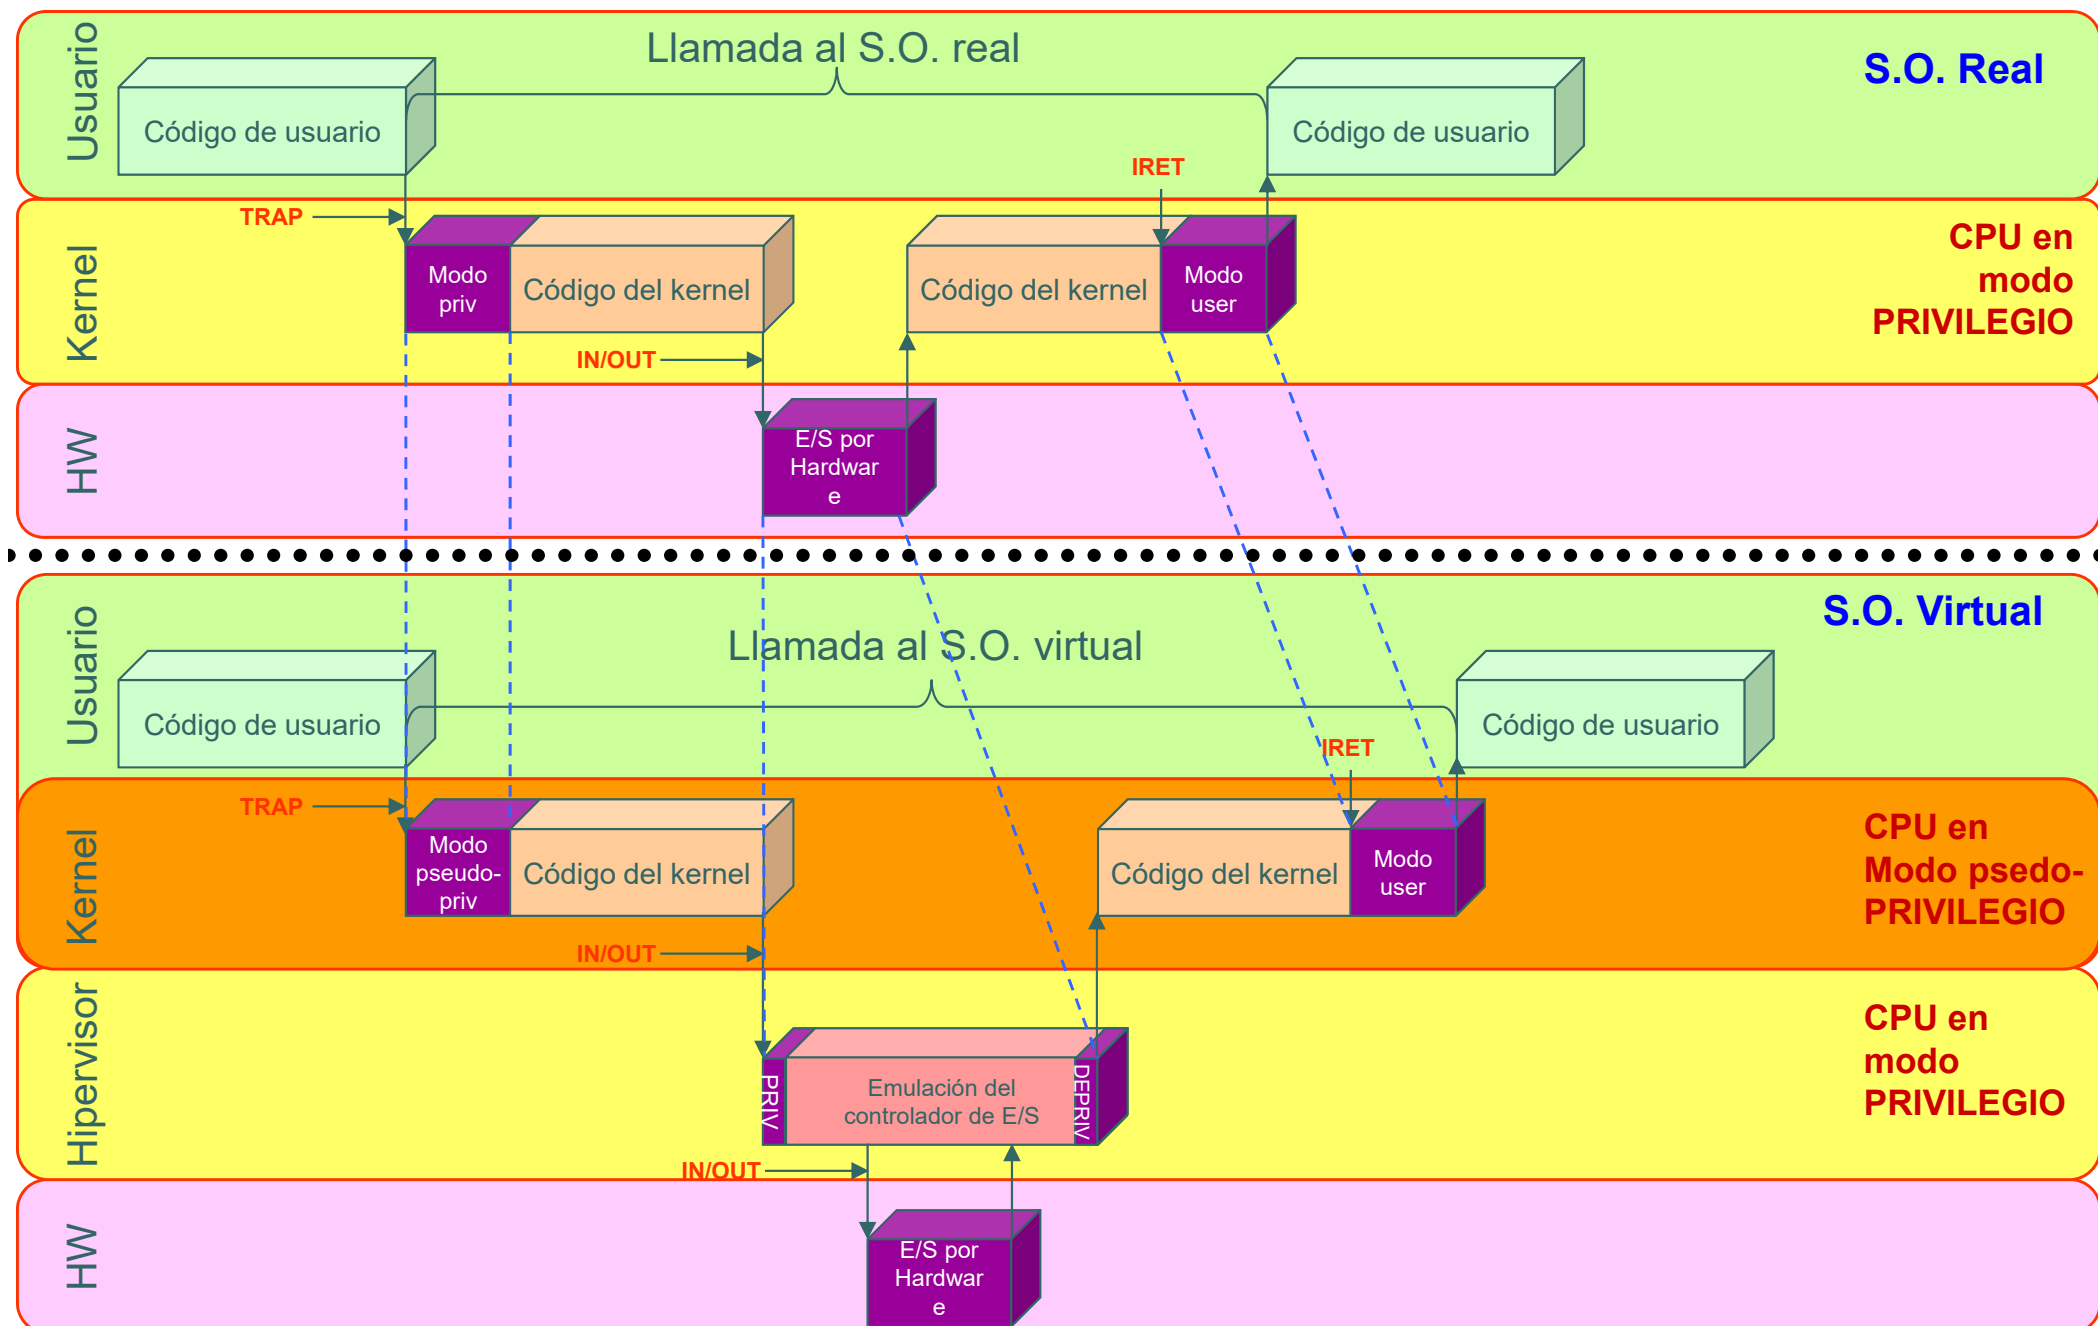 Usuario
Llamada al S.O. real
S.O. Real
Código de usuario
Código de usuario
IRET
TRAP
Kernel
Modo
priv
Código del kernel
Código del kernel
Modo
user
CPU en
modo
PRIVILEGIO
IN/OUT
HW
E/S por
Hardwar
e
Usuario
S.O. Virtual
Llamada al S.O. virtual
Código de usuario
Código de usuario
IRET
TRAP
Kernel
Modo
pseudo-
priv
Código del kernel
Código del kernel
Modo
user
CPU en
Modo psedo-
PRIVILEGIO
IN/OUT
Hipervisor
PRIV
Emulación del
controlador de E/S
DEPRIV
CPU en
modo
PRIVILEGIO
IN/OUT
HW
E/S por
Hardwar
e